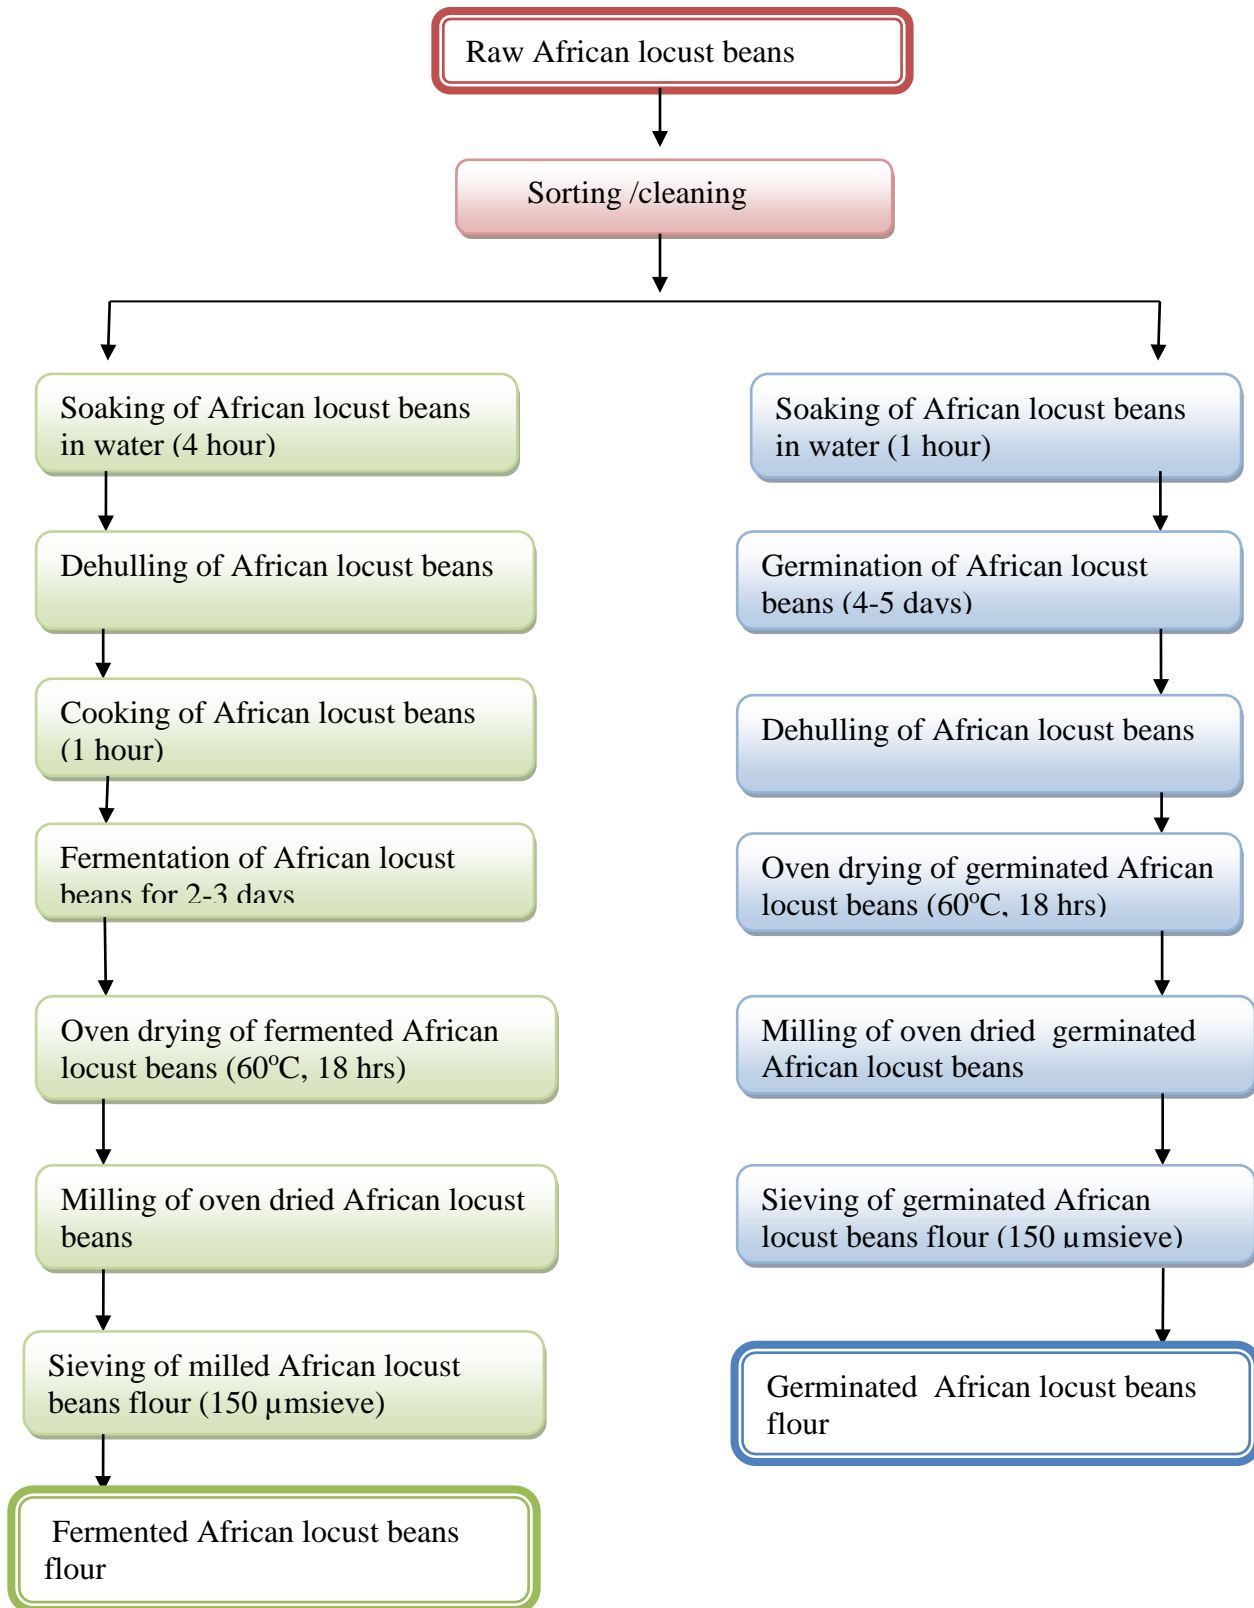 Raw African locust beans
Sorting /cleaning
Soaking of African locust beans
in water (4 hour)
Dehulling of African locust beans
Cooking of African locust beans
(1 hour)
Fermentation of African locust
beans for 2-3 days
Oven drying of fermented African
locust beans (60°C, 18 hrs)
Milling of oven dried African locust
beans
Sieving of milled African locust
beans flour (150 µmsieve)
Fermented African locust beans
flour
Soaking of African locust beans
in water (1 hour)
Germination of African locust
beans (4-5 days)
Dehulling of African locust beans
Oven drying of germinated African
locust beans (60°C, 18 hrs)
Milling of oven dried  germinated
African locust beans
Sieving of germinated African
locust beans flour (150 µmsieve)
Germinated  African locust beans
flour